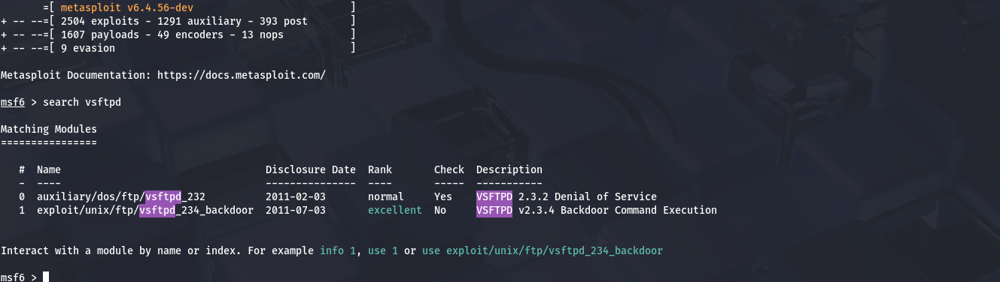 =[ metasploit v6.4.56-dev ]
+ -- --=[ 2504 exploits - 1291 auxiliary - 393 post ]
+ -- --=[ 1607 payloads - 49 encoders - 13 nops ]
+ -- --=[ 9 evasion ]
Metasploit Documentation: https://docs.metasploit.com/
msf6 > search vsftpd
Matching Modules
================
# Name Disclosure Date Rank Check Description
- ---- --------------- ---- ----- -----------
0 auxiliary/dos/ftp/vsftpd_232 2011-02-03 normal Yes VSFTPD 2.3.2 Denial of Service
1 exploit/unix/ftp/vsftpd_234_backdoor 2011-07-03 excellent No VSFTPD v2.3.4 Backdoor Command Execution
Interact with a module by name or index. For example info 1, use 1 or use exploit/unix/ftp/vsftpd_234_backdoor
msf6 >